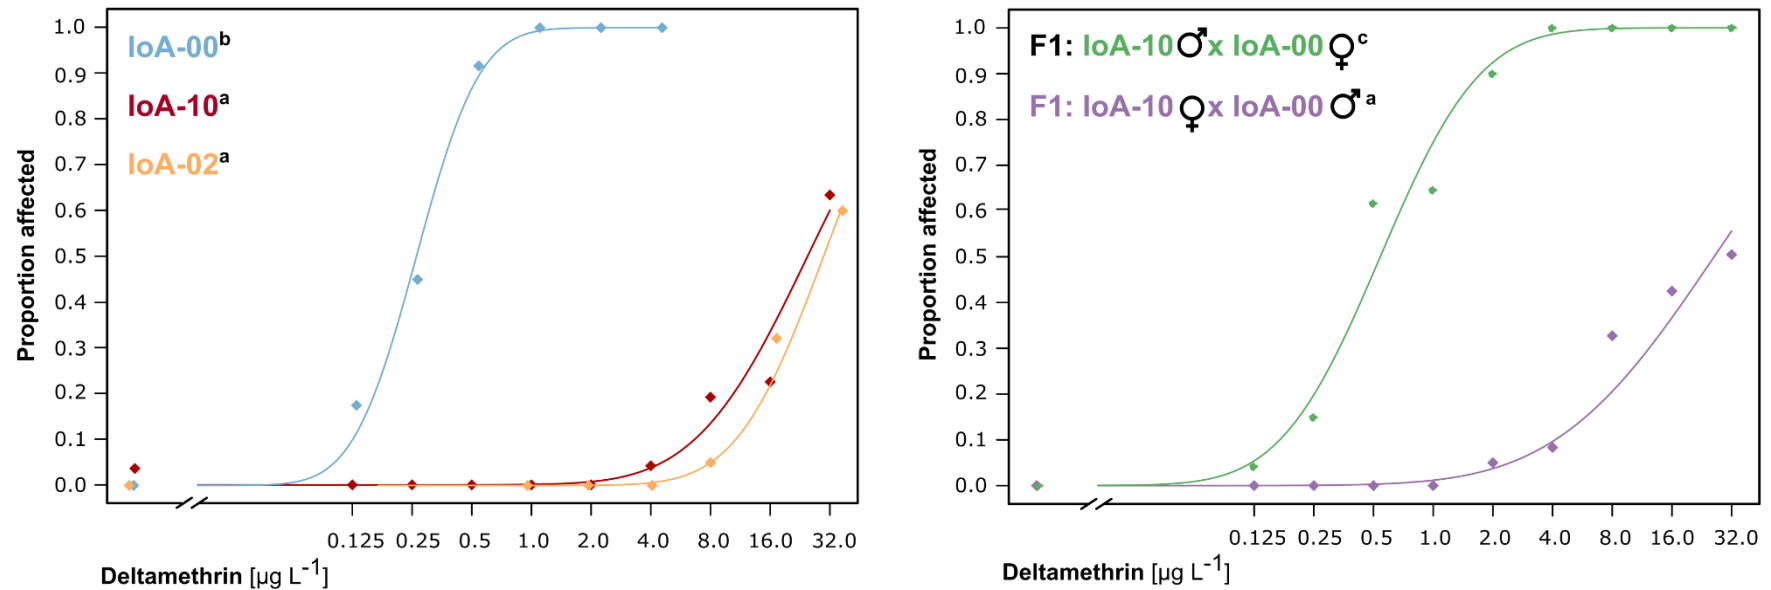 IoA-00ᵇ
IoA-10ᵃ
IoA-02ᵃ
Proportion affected
1.0
0.9
0.8
0.7
0.6
0.5
0.4
0.3
0.2
0.1
0.0
0.125 0.25 0.5 1.0 2.0 4.0 8.0 16.0 32.0
Deltamethrin [µg L⁻¹]
F1: IoA-10 ♂ x IoA-00 ♀ᶜ
F1: IoA-10 ♀ x IoA-00 ♂ᵃ
Proportion affected
1.0
0.9
0.8
0.7
0.6
0.5
0.4
0.3
0.2
0.1
0.0
0.125 0.25 0.5 1.0 2.0 4.0 8.0 16.0 32.0
Deltamethrin [µg L⁻¹]